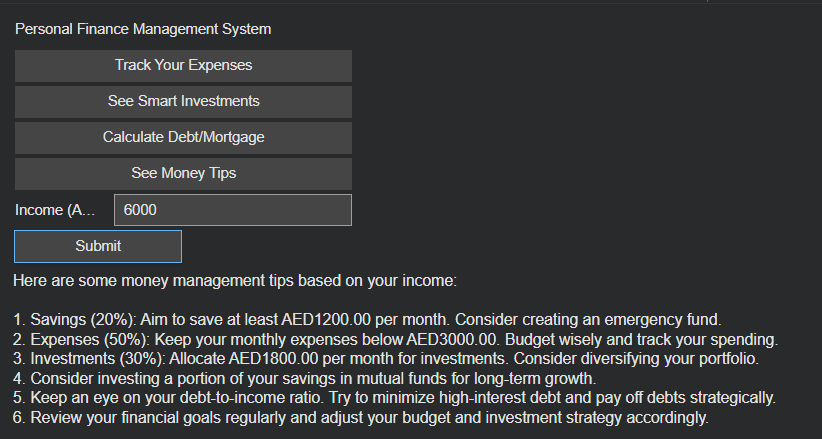 Personal Finance Management System
Track Your Expenses
See Smart Investments
Calculate Debt/Mortgage
See Money Tips
Income (A... 6000
Submit
Here are some money management tips based on your income:
1. Savings (20%): Aim to save at least AED1200.00 per month. Consider creating an emergency fund.
2. Expenses (50%): Keep your monthly expenses below AED3000.00. Budget wisely and track your spending.
3. Investments (30%): Allocate AED1800.00 per month for investments. Consider diversifying your portfolio.
4. Consider investing a portion of your savings in mutual funds for long-term growth.
5. Keep an eye on your debt-to-income ratio. Try to minimize high-interest debt and pay off debts strategically.
6. Review your financial goals regularly and adjust your budget and investment strategy accordingly.